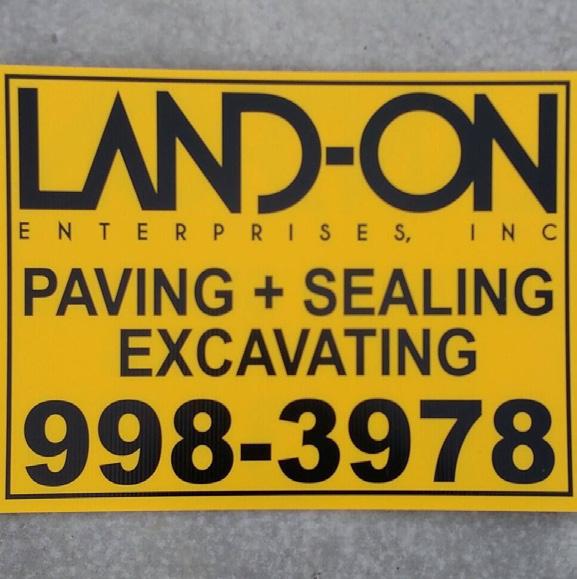 LAND-ON
ENTERPRISES, INC
PAVING + SEALING
EXCAVATING
998-3978